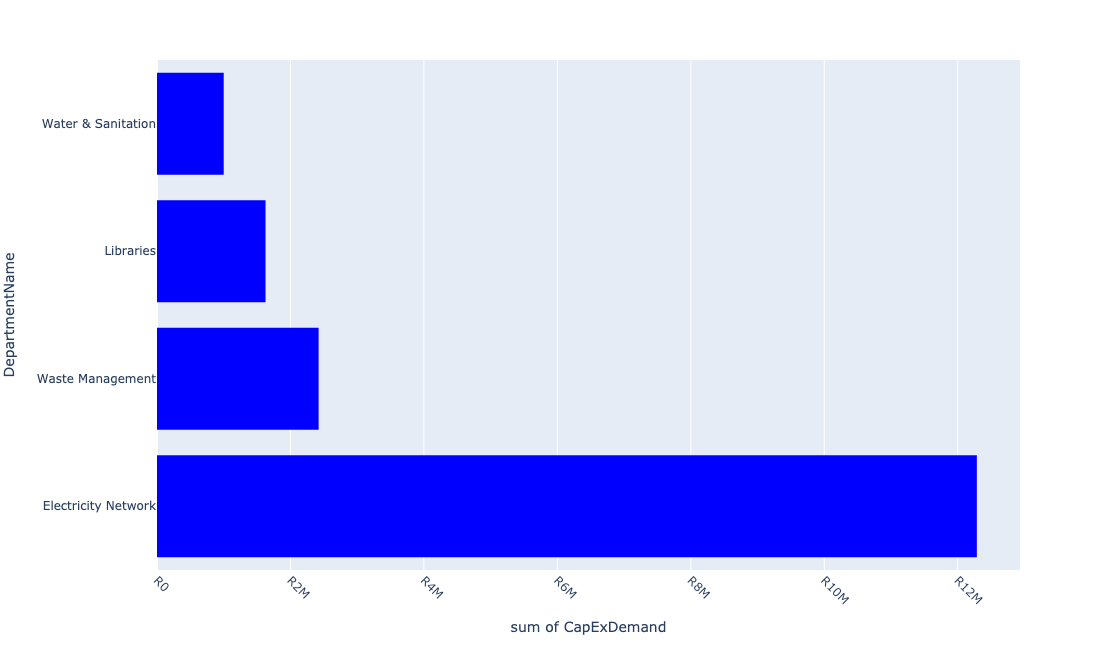 DepartmentName
Water & Sanitation
Libraries
Waste Management
Electricity Network
R0
R2M
R4M
R6M
R8M
R10M
R12M
sum of CapExDemand